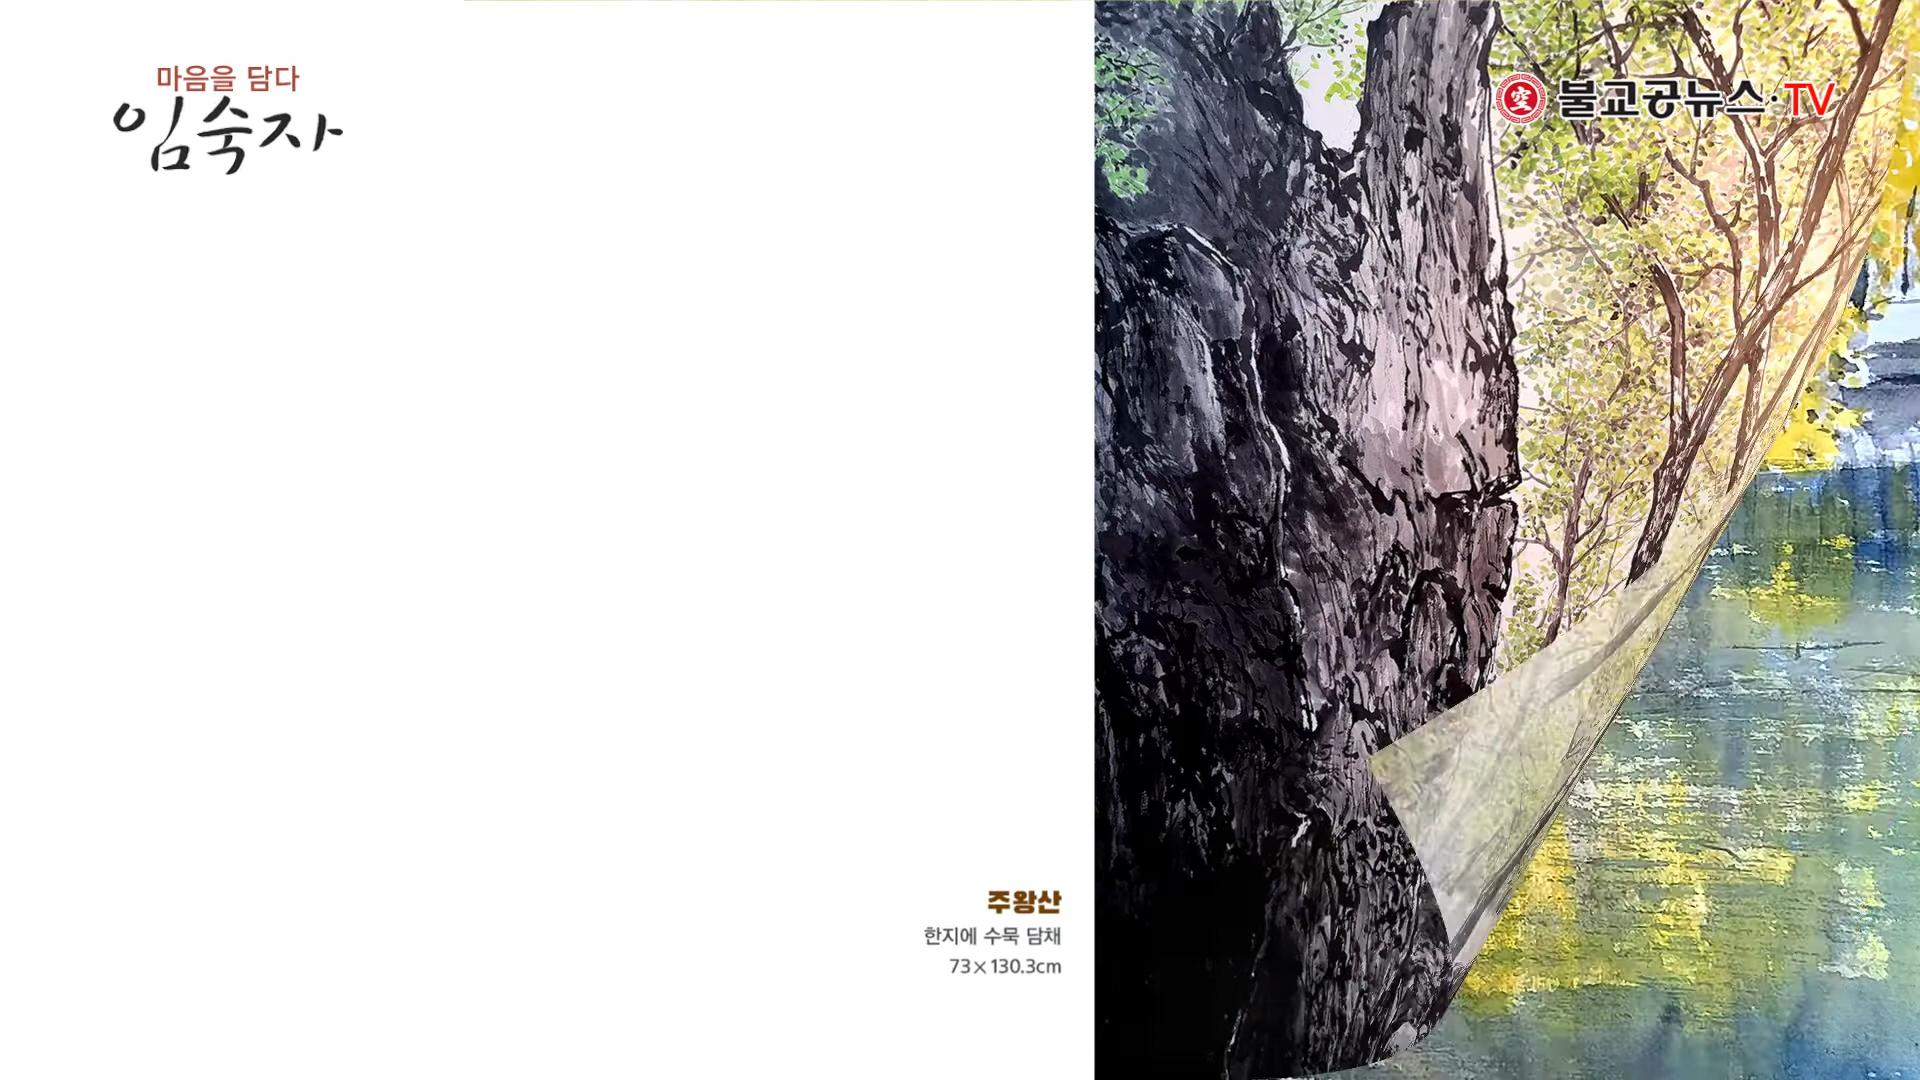 마음을 담다
임숙자
空 불교공뉴스·TV
주왕산
한지에 수묵 담채
73×130.3cm